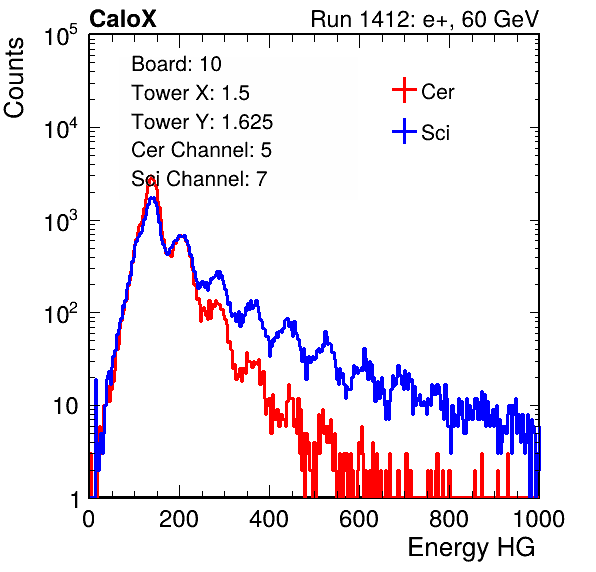 CaloX Run 1412: e+, 60 GeV
Counts
10^5
10^4
10^3
10^2
10
1
Board: 10
Tower X: 1.5
Tower Y: 1.625
Cer Channel: 5
Sci Channel: 7
Cer
Sci
0 200 400 600 800 1000
Energy HG